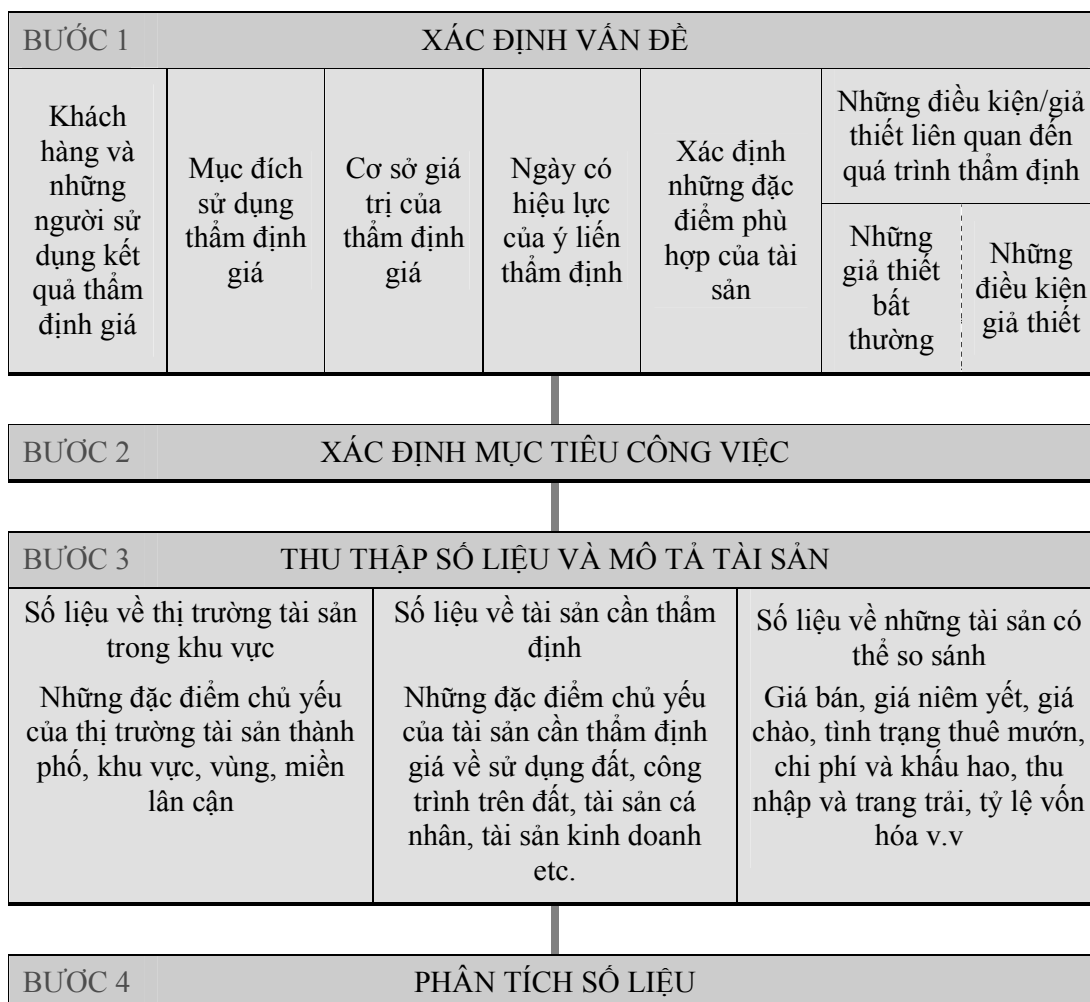 BƯỚC 1 XÁC ĐỊNH VẤN ĐỀ
Khách
hàng và
những
người sử
dụng kết
quả thẩm
định giá
Mục đích
sử dụng
thẩm định
giá
Cơ sở giá
trị của
thẩm định
giá
Ngày có
hiệu lực
của ý liến
thẩm định
Xác định
những đặc
điểm phù
hợp của tài
sản
Những điều kiện/giả
thiết liên quan đến
quá trình thẩm định
Những
giả thiết
bất
thường
Những
điều kiện
giả thiết
BƯƠC 2 XÁC ĐỊNH MỤC TIÊU CÔNG VIỆC
BƯƠC 3 THU THẬP SỐ LIỆU VÀ MÔ TẢ TÀI SẢN
Số liệu về thị trường tài sản
trong khu vực
Những đặc điểm chủ yếu
của thị trường tài sản thành
phố, khu vực, vùng, miền
lân cận
Số liệu về tài sản cần thẩm
định
Những đặc điểm chủ yếu
của tài sản cần thẩm định
giá về sử dụng đất, công
trình trên đất, tài sản cá
nhân, tài sản kinh doanh
etc.
Số liệu về những tài sản có
thể so sánh
Giá bán, giá niêm yết, giá
chào, tình trạng thuê mướn,
chi phí và khấu hao, thu
nhập và trang trải, tỷ lệ vốn
hóa v.v
BƯƠC 4 PHÂN TÍCH SỐ LIỆU